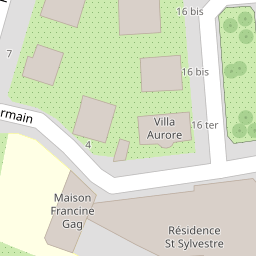 16 bis
7
16 bis
rmain
Villa
Aurore
16 ter
4
Maison
Francine
Gag
Résidence
St Sylvestre